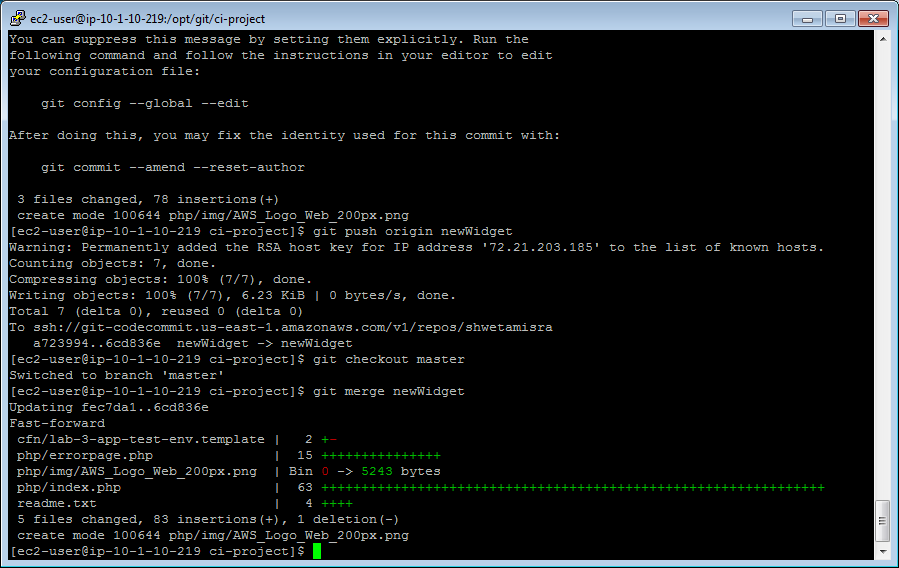 ec2-user@ip-10-1-10-219:/opt/git/ci-project
You can suppress this message by setting them explicitly. Run the
following command and follow the instructions in your editor to edit
your configuration file:
git config --global --edit
After doing this, you may fix the identity used for this commit with:
git commit --amend --reset-author
3 files changed, 78 insertions(+)
create mode 100644 php/img/AWS_Logo_Web_200px.png
[ec2-user@ip-10-1-10-219 ci-project]$ git push origin newWidget
Warning: Permanently added the RSA host key for IP address '72.21.203.185' to the list of known hosts.
Counting objects: 7, done.
Compressing objects: 100% (7/7), done.
Writing objects: 100% (7/7), 6.23 KiB | 0 bytes/s, done.
Total 7 (delta 0), reused 0 (delta 0)
To ssh://git-codecommit.us-east-1.amazonaws.com/v1/repos/shwetamisra
a723994..6cd836e  newWidget -> newWidget
[ec2-user@ip-10-1-10-219 ci-project]$ git checkout master
Switched to branch 'master'
[ec2-user@ip-10-1-10-219 ci-project]$ git merge newWidget
Updating fec7da1..6cd836e
Fast-forward
cfn/lab-3-app-test-env.template |   2 +-
php/errorpage.php               |  15 +++++++++++++++
php/img/AWS_Logo_Web_200px.png  | Bin 0 -> 5243 bytes
php/index.php                   |  63 +++++++++++++++++++++++++++++++++++++++++++++++++++++++++++++++
readme.txt                      |   4 ++++
5 files changed, 83 insertions(+), 1 deletion(-)
create mode 100644 php/img/AWS_Logo_Web_200px.png
[ec2-user@ip-10-1-10-219 ci-project]$